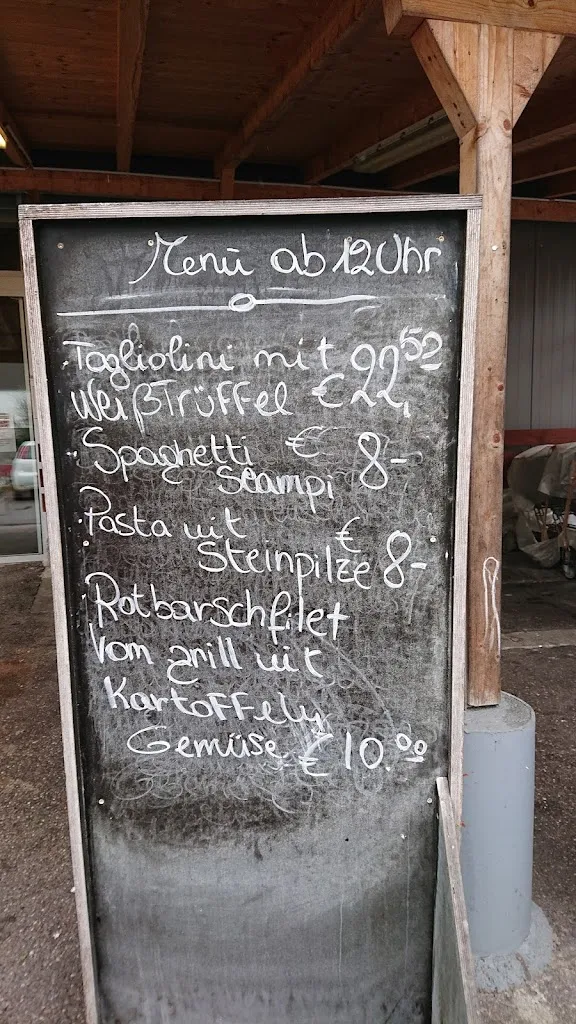 Menü ab 12 Uhr
Tagliolini mit
Weißtrüffel € 22,50
Spaghetti € 8-
Scampi
Pasta mit €
Steinpilze 8-
Rotbarschfilet
Vom grill mit
Kartoffeln
Gemüse € 10.00